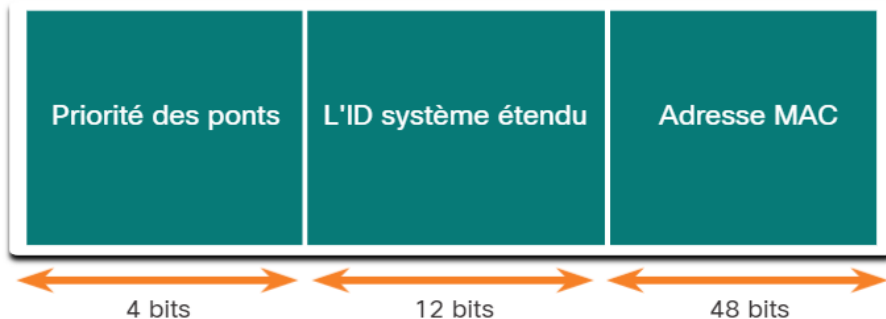 Priorité des ponts
L'ID système étendu
Adresse MAC
4 bits
12 bits
48 bits